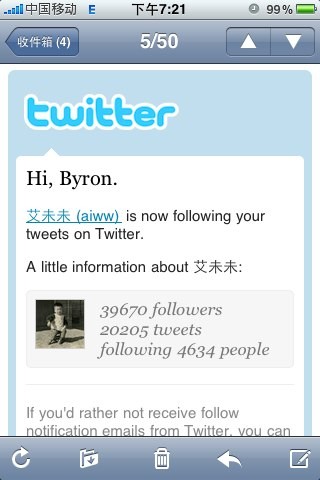 中国移动 E 下午7:21 99%
收件箱 (4) 5/50
twitter
Hi, Byron.
艾未未 (aiww) is now following your
tweets on Twitter.
A little information about 艾未未:
39670 followers
20205 tweets
following 4634 people
If you'd rather not receive follow
notification emails from Twitter, you can